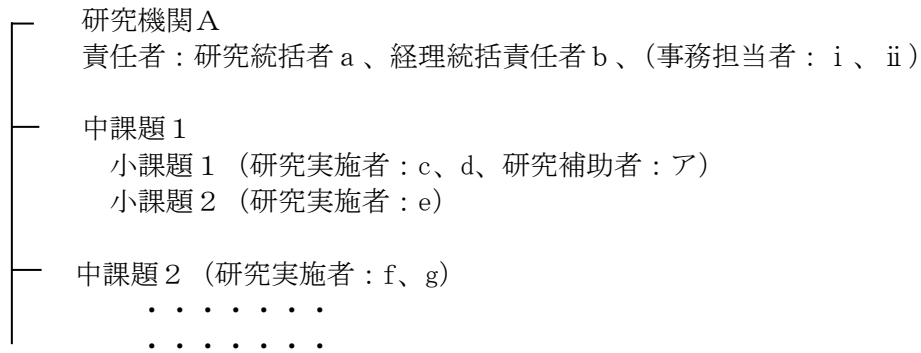 研究機関A
責任者：研究統括者a、経理統括責任者b、（事務担当者：ⅰ、ⅱ）
中課題1
小課題1（研究実施者：c、d、研究補助者：ア）
小課題2（研究実施者：e）
中課題2（研究実施者：f、g）
・・・・・・・
・・・・・・・